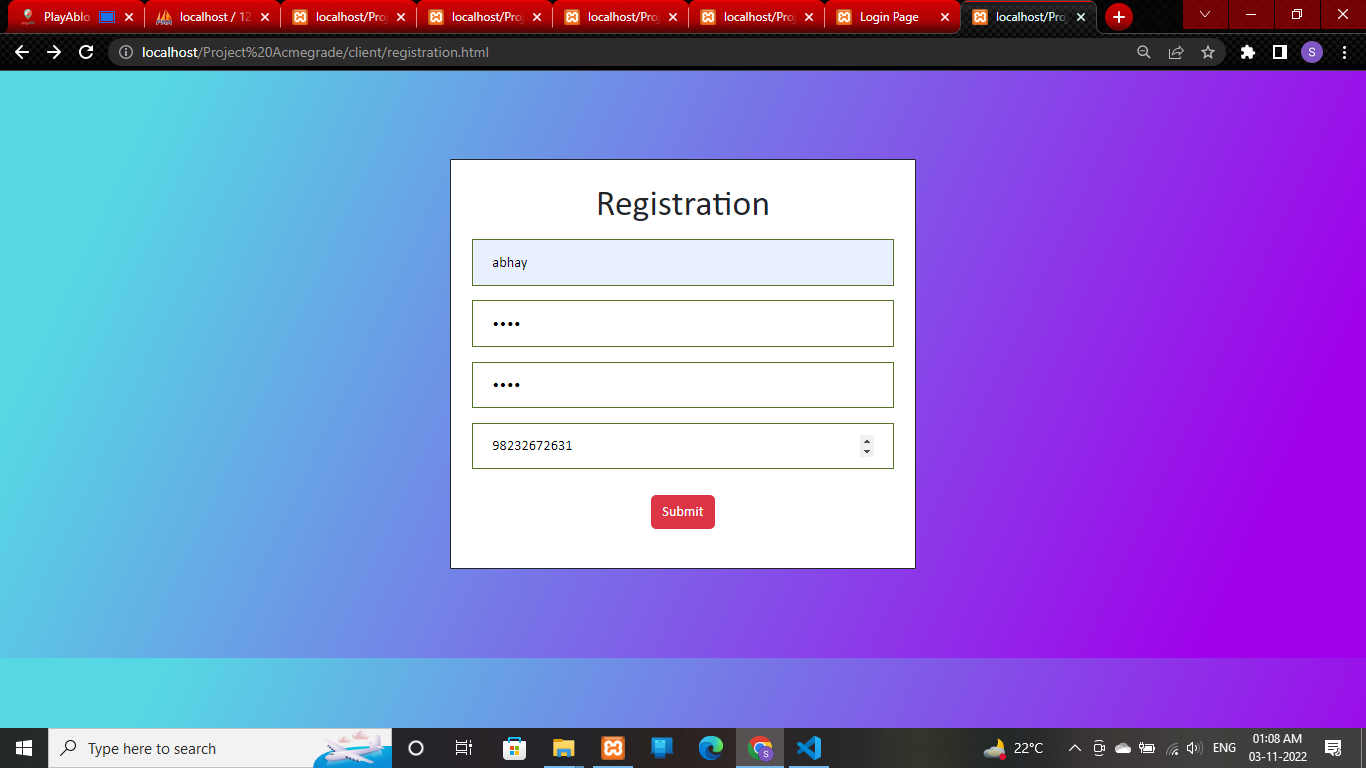 PlayAblo
localhost / 12
localhost/Proj
localhost/Proj
localhost/Proj
localhost/Proj
Login Page
localhost/Proj
localhost/Project%20Acmegrade/client/registration.html
S
Registration
abhay
••••
••••
98232672631
Submit
Type here to search
22°C
ENG
01:08 AM
03-11-2022